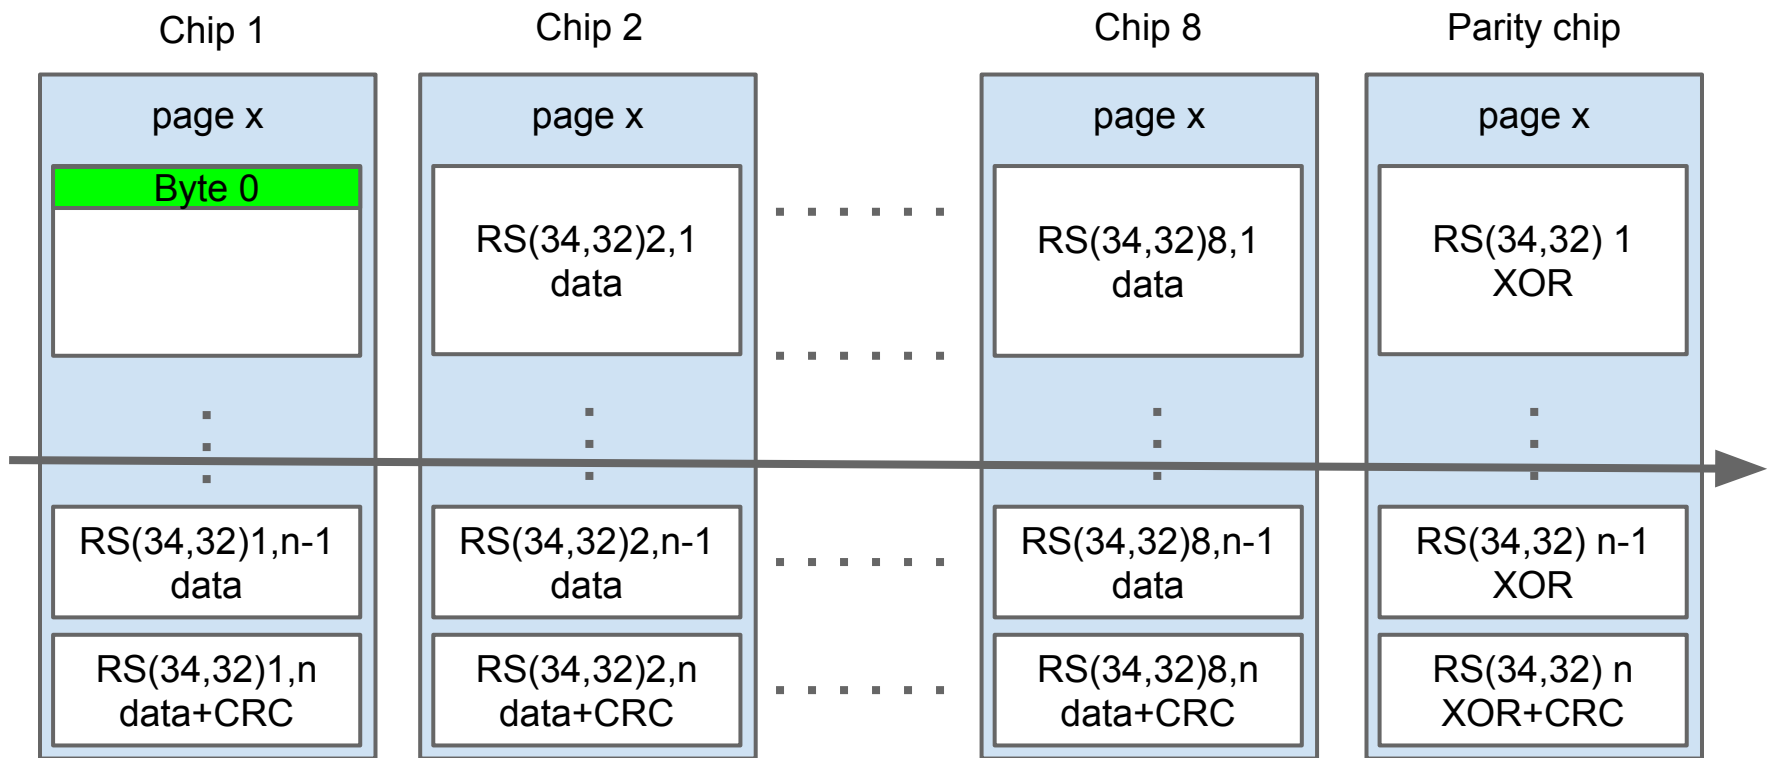 Chip 1
Chip 2
Chip 8
Parity chip
page x
page x
page x
page x
Byte 0
RS(34,32)2,1
data
RS(34,32)8,1
data
RS(34,32) 1
XOR
RS(34,32)1,n-1
data
RS(34,32)2,n-1
data
RS(34,32)8,n-1
data
RS(34,32) n-1
XOR
RS(34,32)1,n
data+CRC
RS(34,32)2,n
data+CRC
RS(34,32)8,n
data+CRC
RS(34,32) n
XOR+CRC